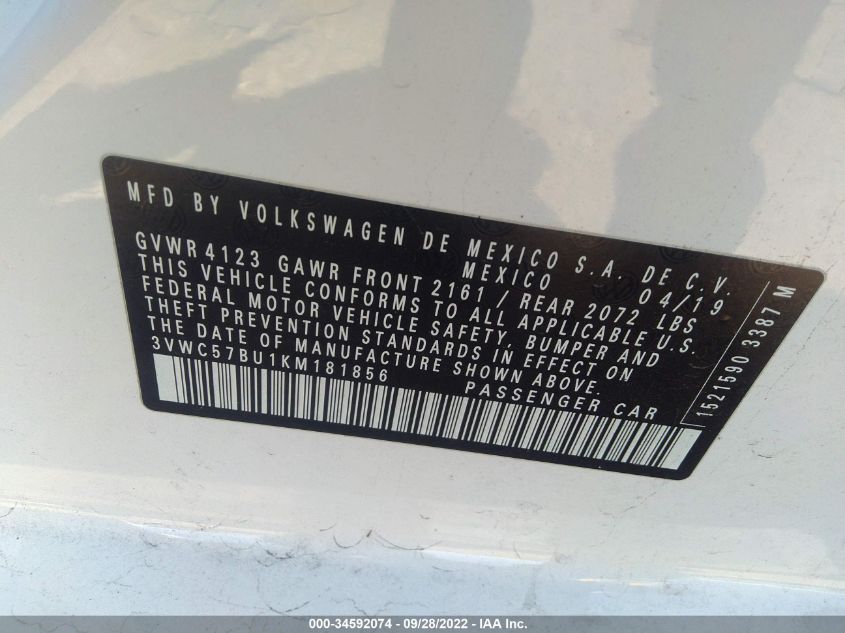 MFD BY VOLKSWAGEN DE MEXICO S.A. DE C.V.
MEXICO 04/19
GVWR 4123 GAWR FRONT 2161 / REAR 2072 LBS
THIS VEHICLE CONFORMS TO ALL APPLICABLE U.S.
FEDERAL MOTOR VEHICLE SAFETY, BUMPER AND
THEFT PREVENTION STANDARDS IN EFFECT ON
THE DATE OF MANUFACTURE SHOWN ABOVE.
3VWC57BU1KM181856 PASSENGER CAR
1521590 3387 M
000-34592074 / 09/28/2022 - IAA Inc.